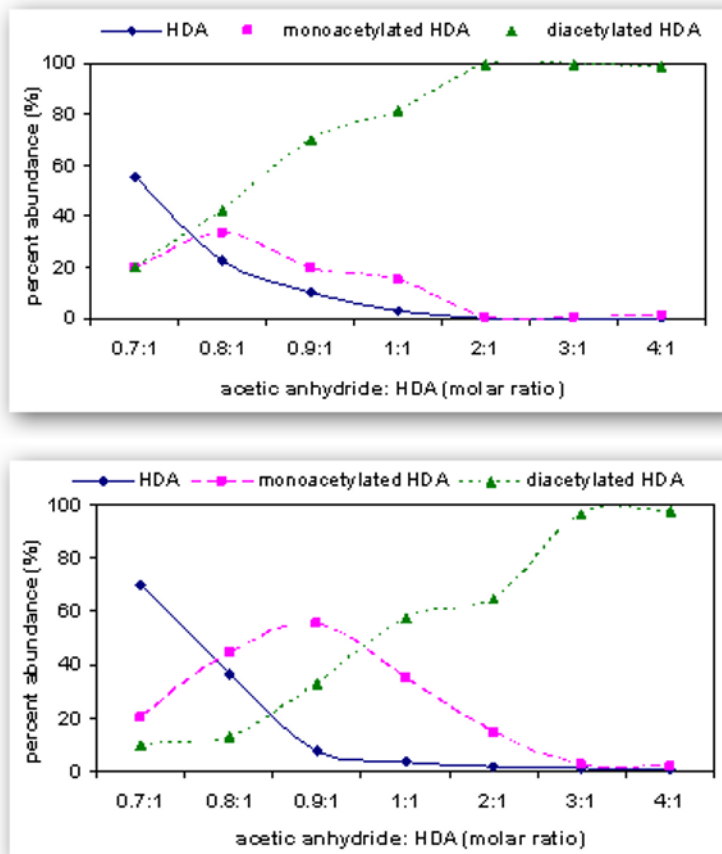 HDA monoacetylated HDA diacetylated HDA
100
80
60
40
20
0
percent abundance (%)
0.7:1 0.8:1 0.9:1 1:1 2:1 3:1 4:1
acetic anhydride: HDA (molar ratio)
HDA monoacetylated HDA diacetylated HDA
100
80
60
40
20
0
percent abundance (%)
0.7:1 0.8:1 0.9:1 1:1 2:1 3:1 4:1
acetic anhydride: HDA (molar ratio)